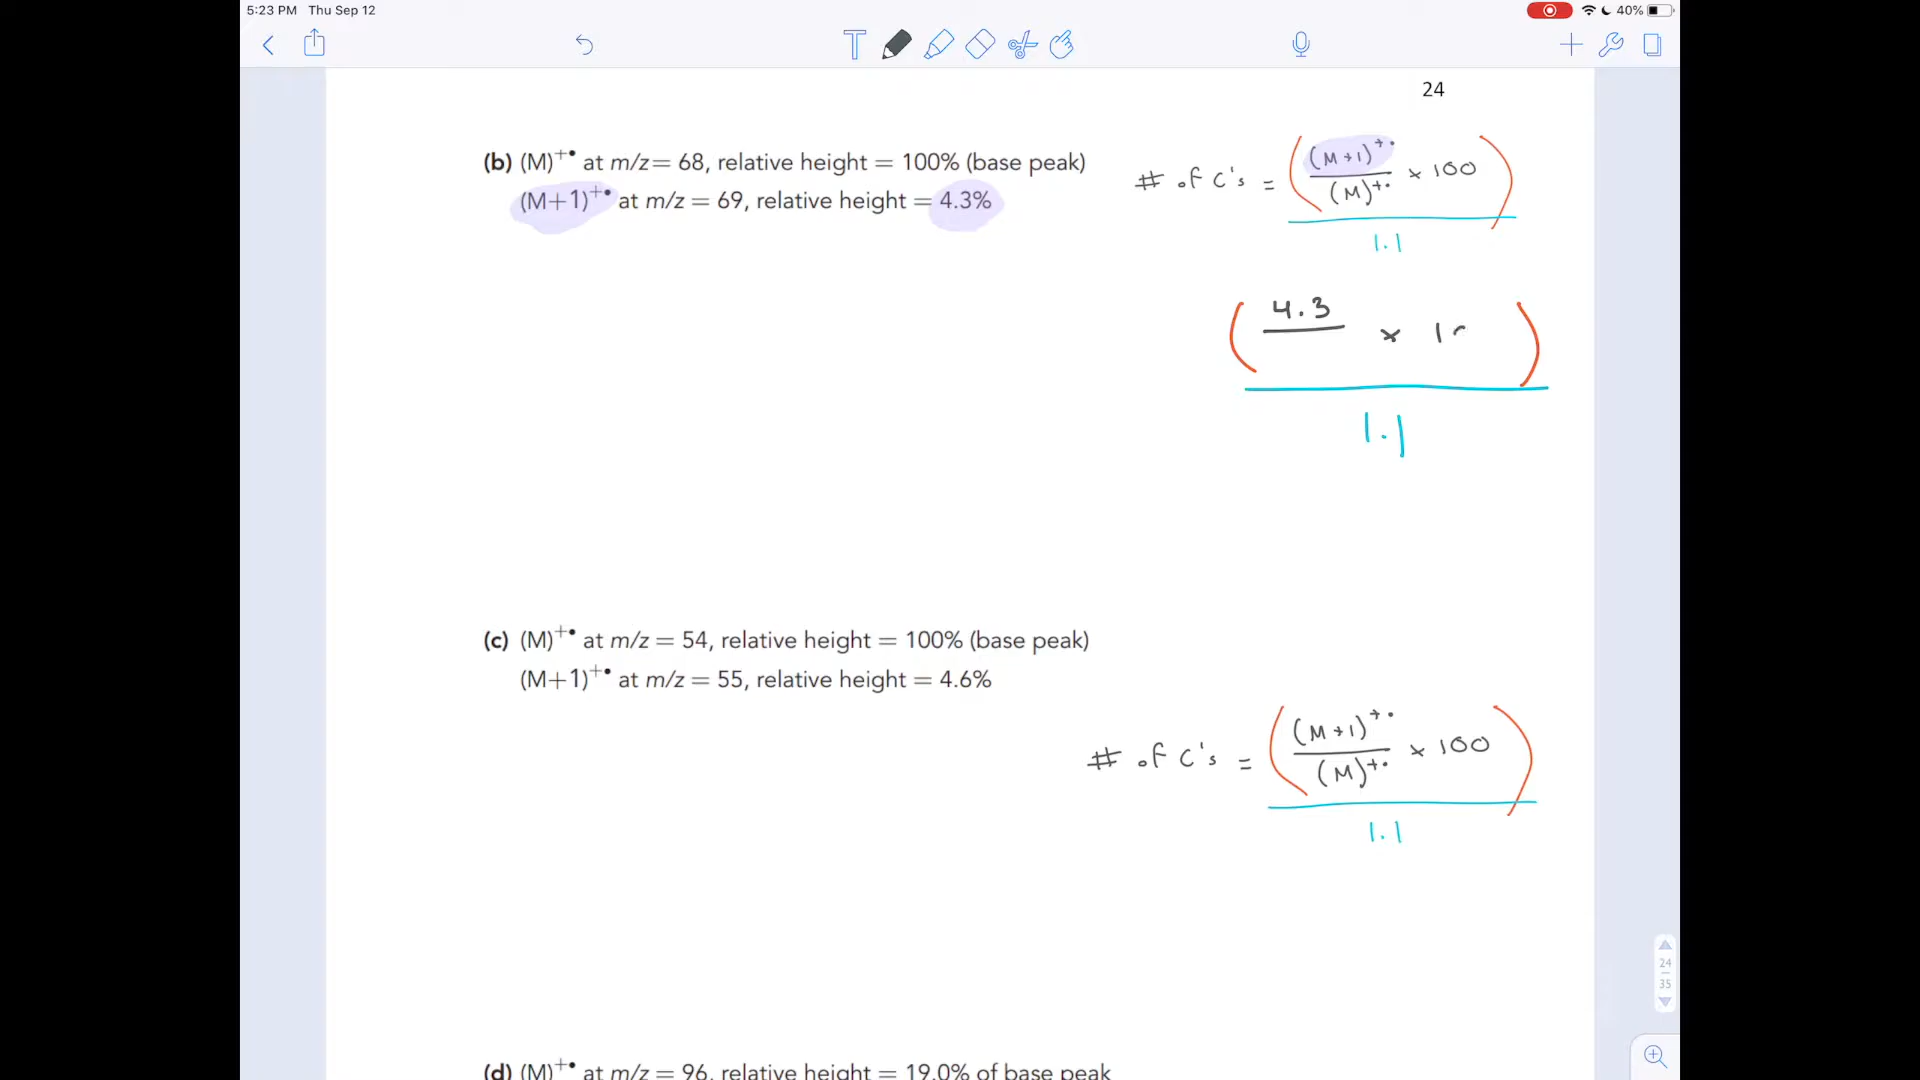 5:23 PM Thu Sep 12
40%
24
(b) (M)⁺• at m/z= 68, relative height = 100% (base peak)
(M+1)⁺• at m/z = 69, relative height = 4.3%
# of C's = ( (M+1)⁺• / (M)⁺• × 100 )
1.1
( 4.3 × 1 )
1.1
(c) (M)⁺• at m/z = 54, relative height = 100% (base peak)
(M+1)⁺• at m/z = 55, relative height = 4.6%
# of C's = ( (M+1)⁺• / (M)⁺• × 100 )
1.1
24
35
(d) (M)⁺• at m/z = 96, relative height = 19.0% of base peak